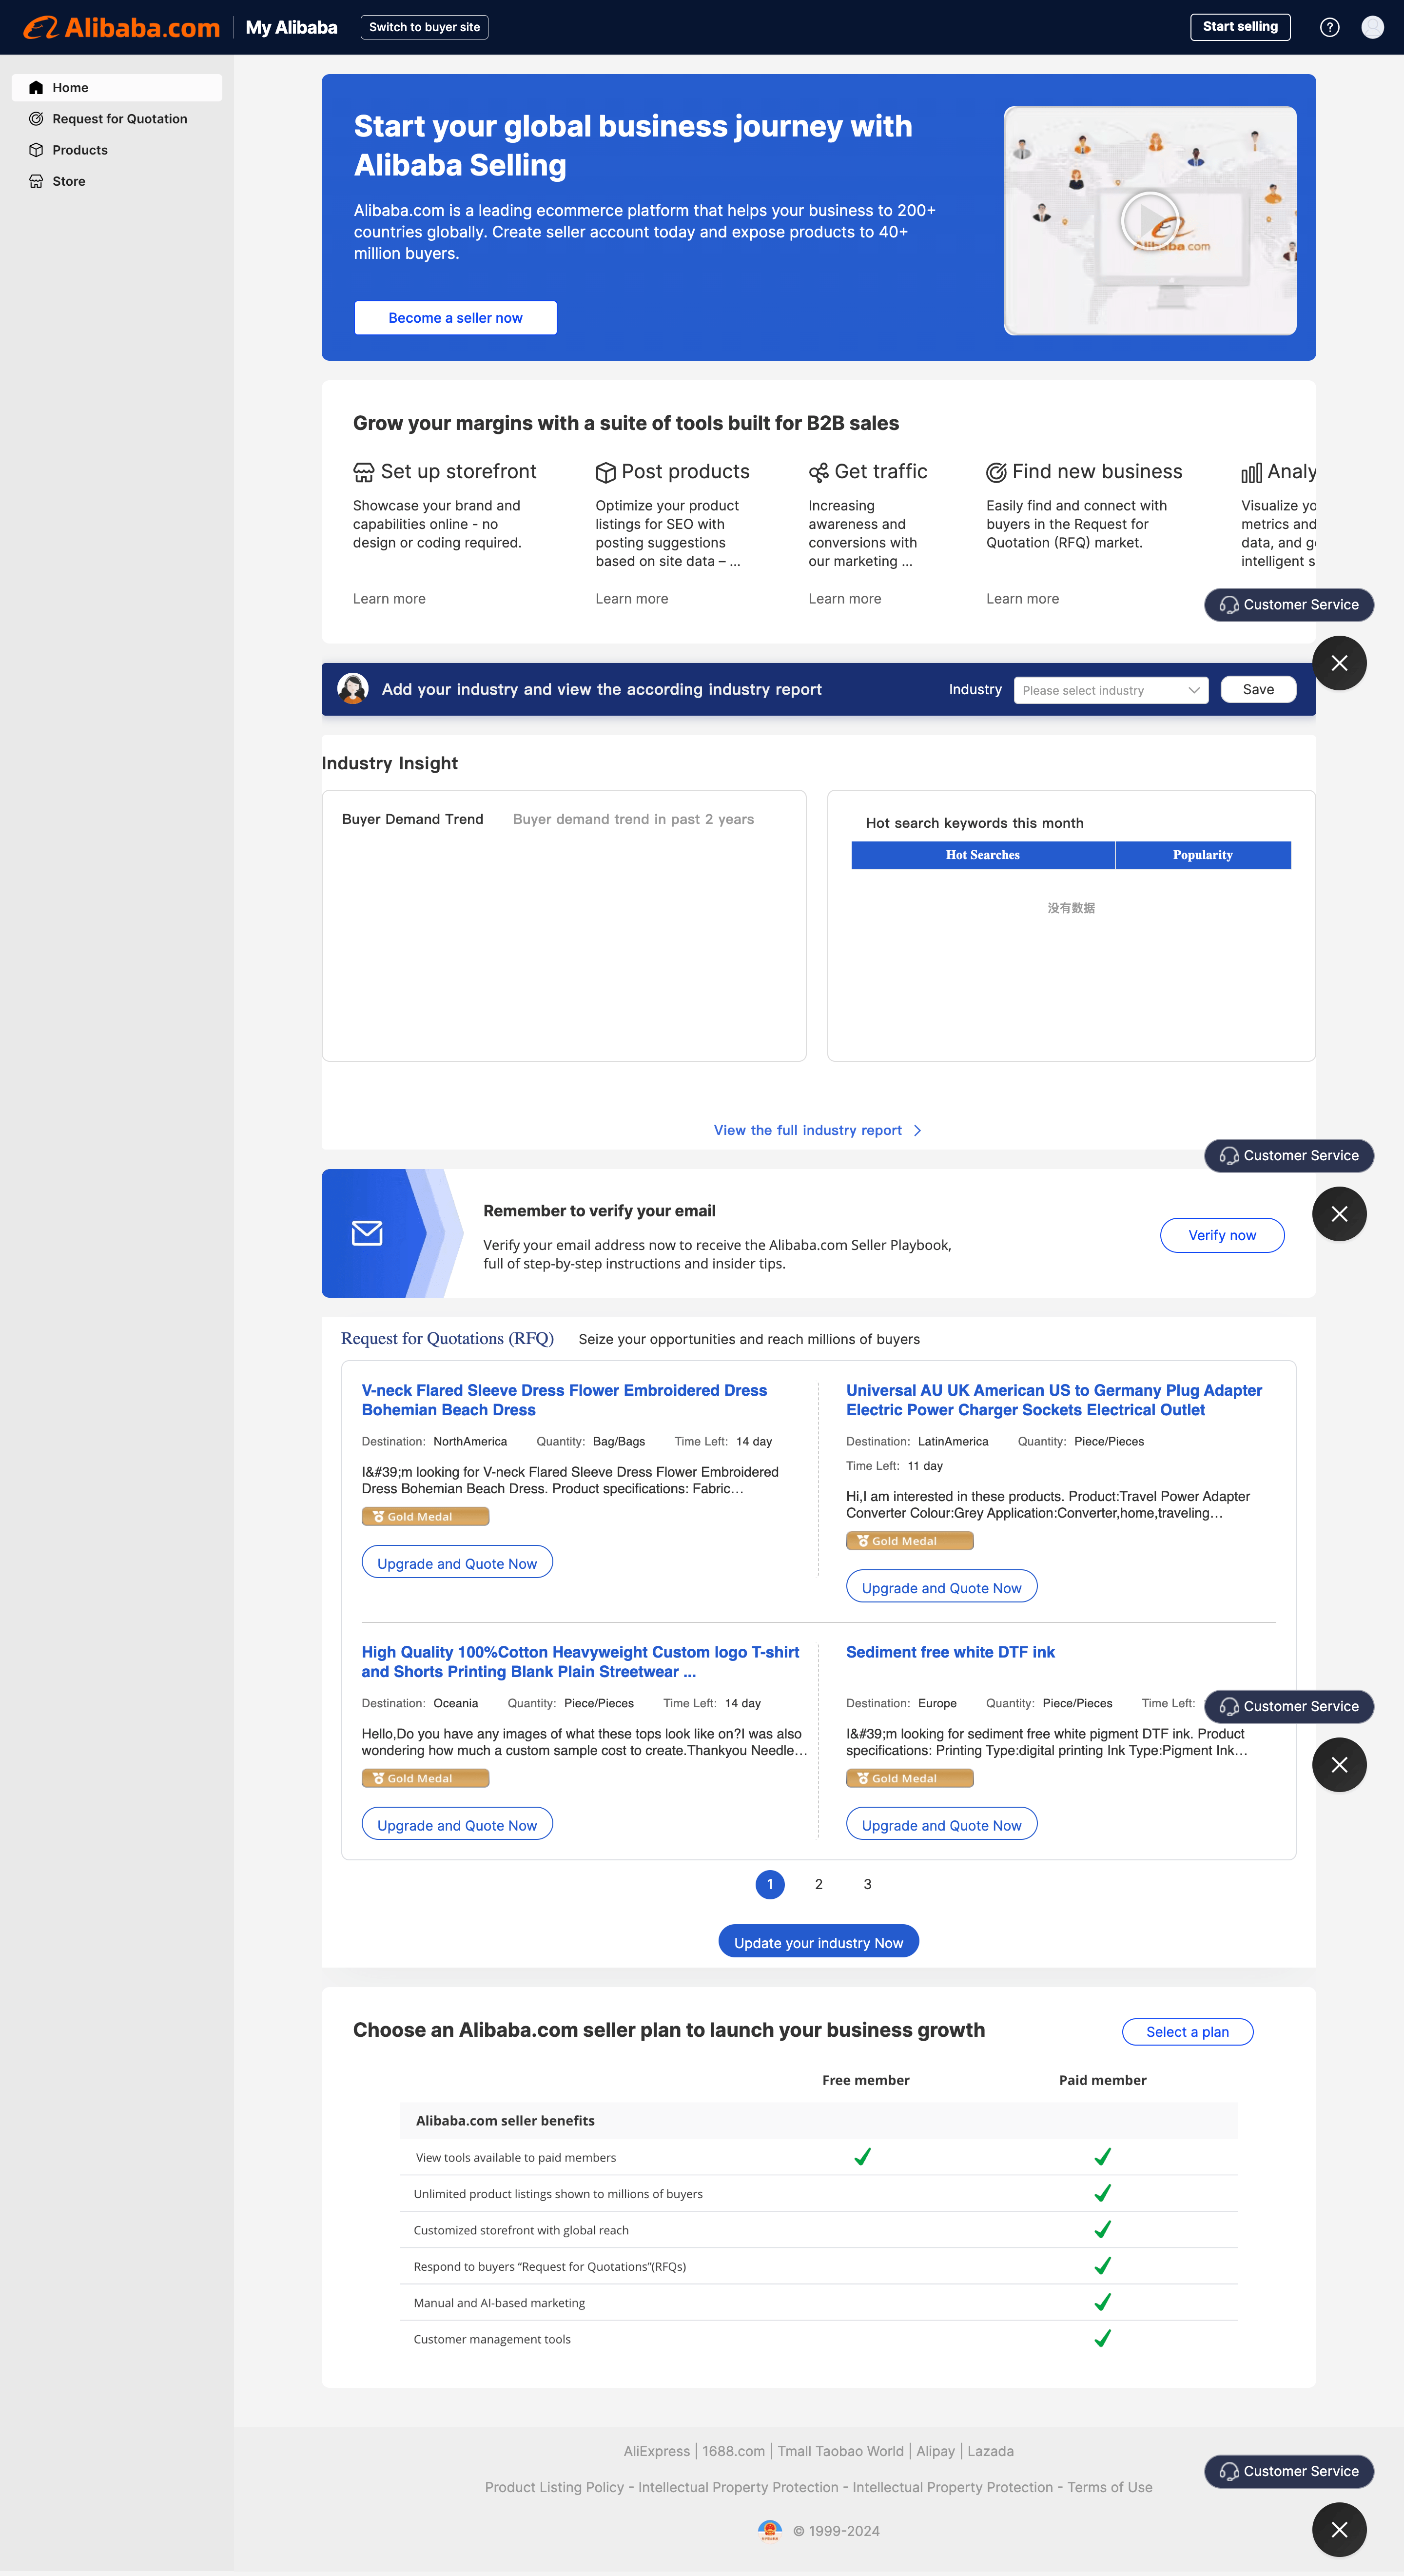 Alibaba.com
My Alibaba
Switch to buyer site
Start selling
Home
Request for Quotation
Products
Store
Start your global business journey with
Alibaba Selling
Alibaba.com is a leading ecommerce platform that helps your business to 200+
countries globally. Create seller account today and expose products to 40+
million buyers.
Become a seller now
Alibaba.com
Grow your margins with a suite of tools built for B2B sales
Set up storefront
Showcase your brand and
capabilities online - no
design or coding required.
Learn more
Post products
Optimize your product
listings for SEO with
posting suggestions
based on site data – ...
Learn more
Get traffic
Increasing
awareness and
conversions with
our marketing ...
Learn more
Find new business
Easily find and connect with
buyers in the Request for
Quotation (RFQ) market.
Learn more
Analy
Visualize yo
metrics and
data, and g
intelligent s
Customer Service
Add your industry and view the according industry report
Industry
Please select industry
Save
Industry Insight
Buyer Demand Trend
Buyer demand trend in past 2 years
Hot search keywords this month
Hot Searches
Popularity
没有数据
View the full industry report
Customer Service
Remember to verify your email
Verify your email address now to receive the Alibaba.com Seller Playbook,
full of step-by-step instructions and insider tips.
Verify now
Request for Quotations (RFQ)
Seize your opportunities and reach millions of buyers
V-neck Flared Sleeve Dress Flower Embroidered Dress
Bohemian Beach Dress
Destination: NorthAmerica Quantity: Bag/Bags Time Left: 14 day
I&#39;m looking for V-neck Flared Sleeve Dress Flower Embroidered
Dress Bohemian Beach Dress. Product specifications: Fabric...
Gold Medal
Upgrade and Quote Now
Universal AU UK American US to Germany Plug Adapter
Electric Power Charger Sockets Electrical Outlet
Destination: LatinAmerica Quantity: Piece/Pieces
Time Left: 11 day
Hi,I am interested in these products. Product:Travel Power Adapter
Converter Colour:Grey Application:Converter,home,traveling...
Gold Medal
Upgrade and Quote Now
High Quality 100%Cotton Heavyweight Custom logo T-shirt
and Shorts Printing Blank Plain Streetwear ...
Destination: Oceania Quantity: Piece/Pieces Time Left: 14 day
Hello,Do you have any images of what these tops look like on?I was also
wondering how much a custom sample cost to create.Thankyou Needle...
Gold Medal
Upgrade and Quote Now
Sediment free white DTF ink
Destination: Europe Quantity: Piece/Pieces Time Left:
Customer Service
I&#39;m looking for sediment free white pigment DTF ink. Product
specifications: Printing Type:digital printing Ink Type:Pigment Ink...
Gold Medal
Upgrade and Quote Now
1 2 3
Update your industry Now
Choose an Alibaba.com seller plan to launch your business growth
Select a plan
Free member Paid member
Alibaba.com seller benefits
View tools available to paid members
Unlimited product listings shown to millions of buyers
Customized storefront with global reach
Respond to buyers “Request for Quotations”(RFQs)
Manual and AI-based marketing
Customer management tools
AliExpress | 1688.com | Tmall Taobao World | Alipay | Lazada
Customer Service
Product Listing Policy - Intellectual Property Protection - Intellectual Property Protection - Terms of Use
© 1999-2024